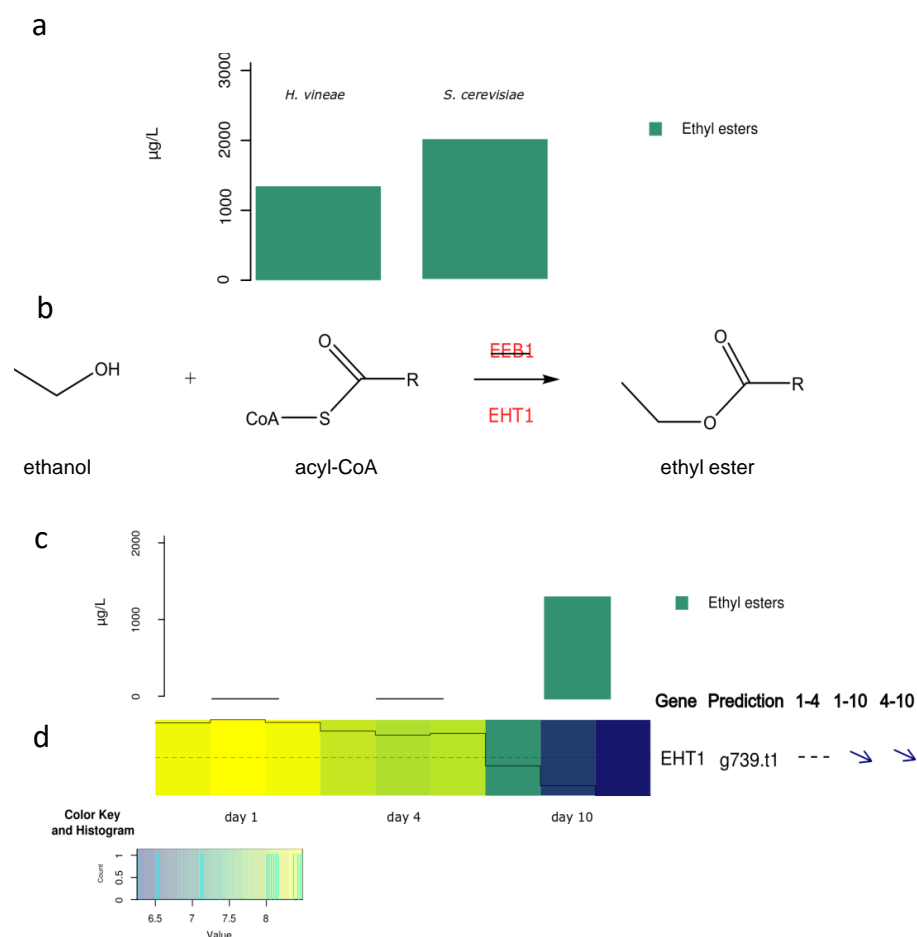 a
3000
2000
1000
0
µg/L
H. vineae
S. cerevisiae
Ethyl esters
b
OH
+
O
R
CoA
S
EEB1
EHT1
O
R
O
ethanol
acyl-CoA
ethyl ester
c
2000
1000
0
µg/L
Ethyl esters
Gene Prediction 1-4 1-10 4-10
d
EHT1 g739.t1 ---
day 1
day 4
day 10
Color Key
and Histogram
Count
1
0.5
0
6.5 7 7.5 8
Value